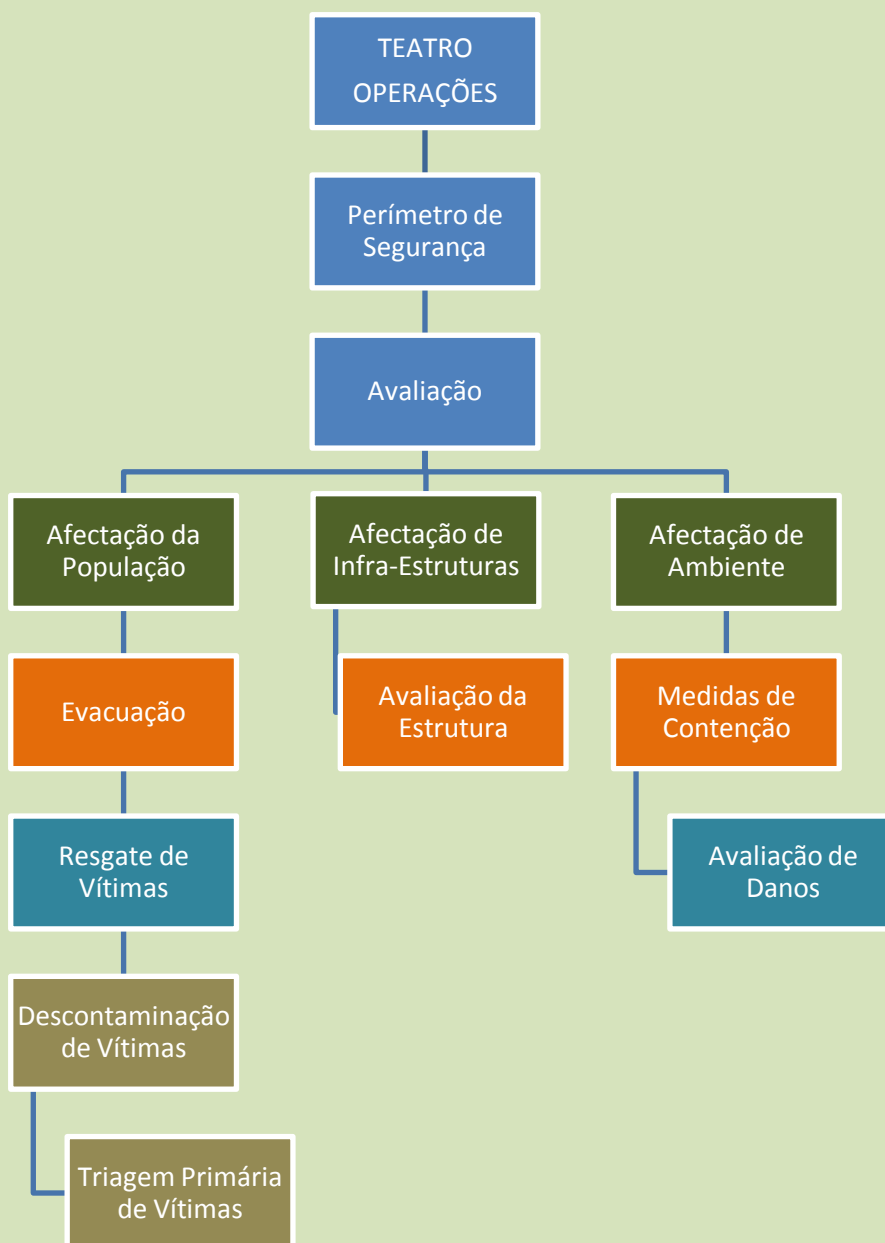 TEATRO
OPERAÇÕES
Perímetro de
Segurança
Avaliação
Afectação da
População
Afectação de
Infra-Estruturas
Afectação de
Ambiente
Evacuação
Avaliação da
Estrutura
Medidas de
Contenção
Resgate de
Vítimas
Avaliação de
Danos
Descontaminação
de Vítimas
Triagem Primária
de Vítimas